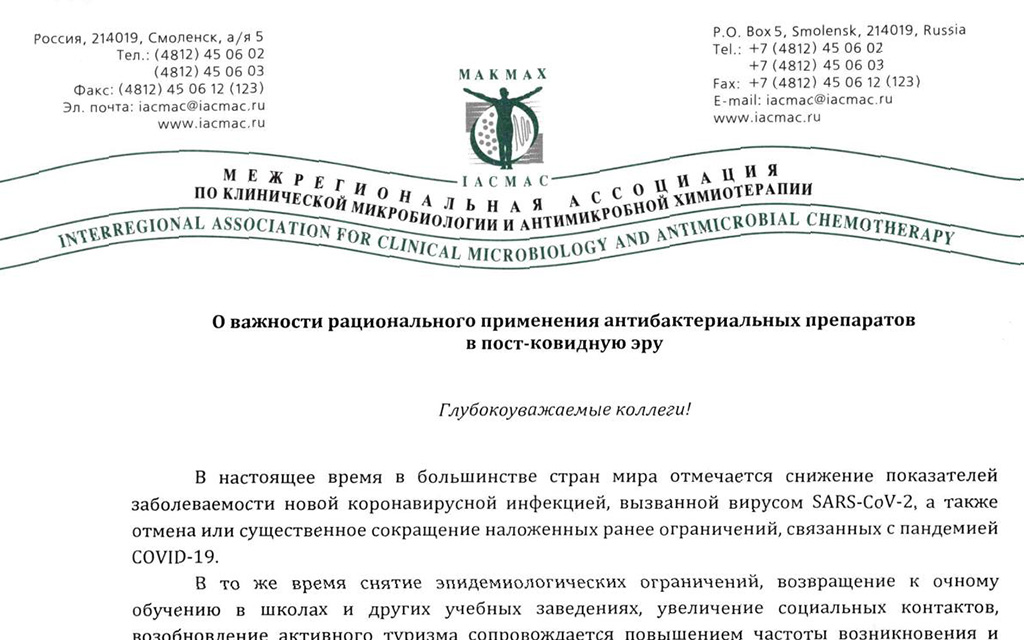 Россия, 214019, Смоленск, а/я 5
Тел.: (4812) 45 06 02
(4812) 45 06 03
Факс: (4812) 45 06 12 (123)
Эл. почта: iacmac@iacmac.ru
www.iacmac.ru
P.O. Box 5, Smolensk, 214019, Russia
Tel.: +7 (4812) 45 06 02
+7 (4812) 45 06 03
Fax: +7 (4812) 45 06 12 (123)
E-mail: iacmac@iacmac.ru
www.iacmac.ru
МАКМАХ
IACMAC
МЕЖРЕГИОНАЛЬНАЯ АССОЦИАЦИЯ
ПО КЛИНИЧЕСКОЙ МИКРОБИОЛОГИИ И АНТИМИКРОБНОЙ ХИМИОТЕРАПИИ
INTERREGIONAL ASSOCIATION FOR CLINICAL MICROBIOLOGY AND ANTIMICROBIAL CHEMOTHERAPY
О важности рационального применения антибактериальных препаратов
в пост-ковидную эру
Глубокоуважаемые коллеги!
В настоящее время в большинстве стран мира отмечается снижение показателей
заболеваемости новой коронавирусной инфекцией, вызванной вирусом SARS-CoV-2, а также
отмена или существенное сокращение наложенных ранее ограничений, связанных с пандемией
COVID-19.
В то же время снятие эпидемиологических ограничений, возвращение к очному
обучению в школах и других учебных заведениях, увеличение социальных контактов,
возобновление активного туризма сопровождается повышением частоты возникновения и